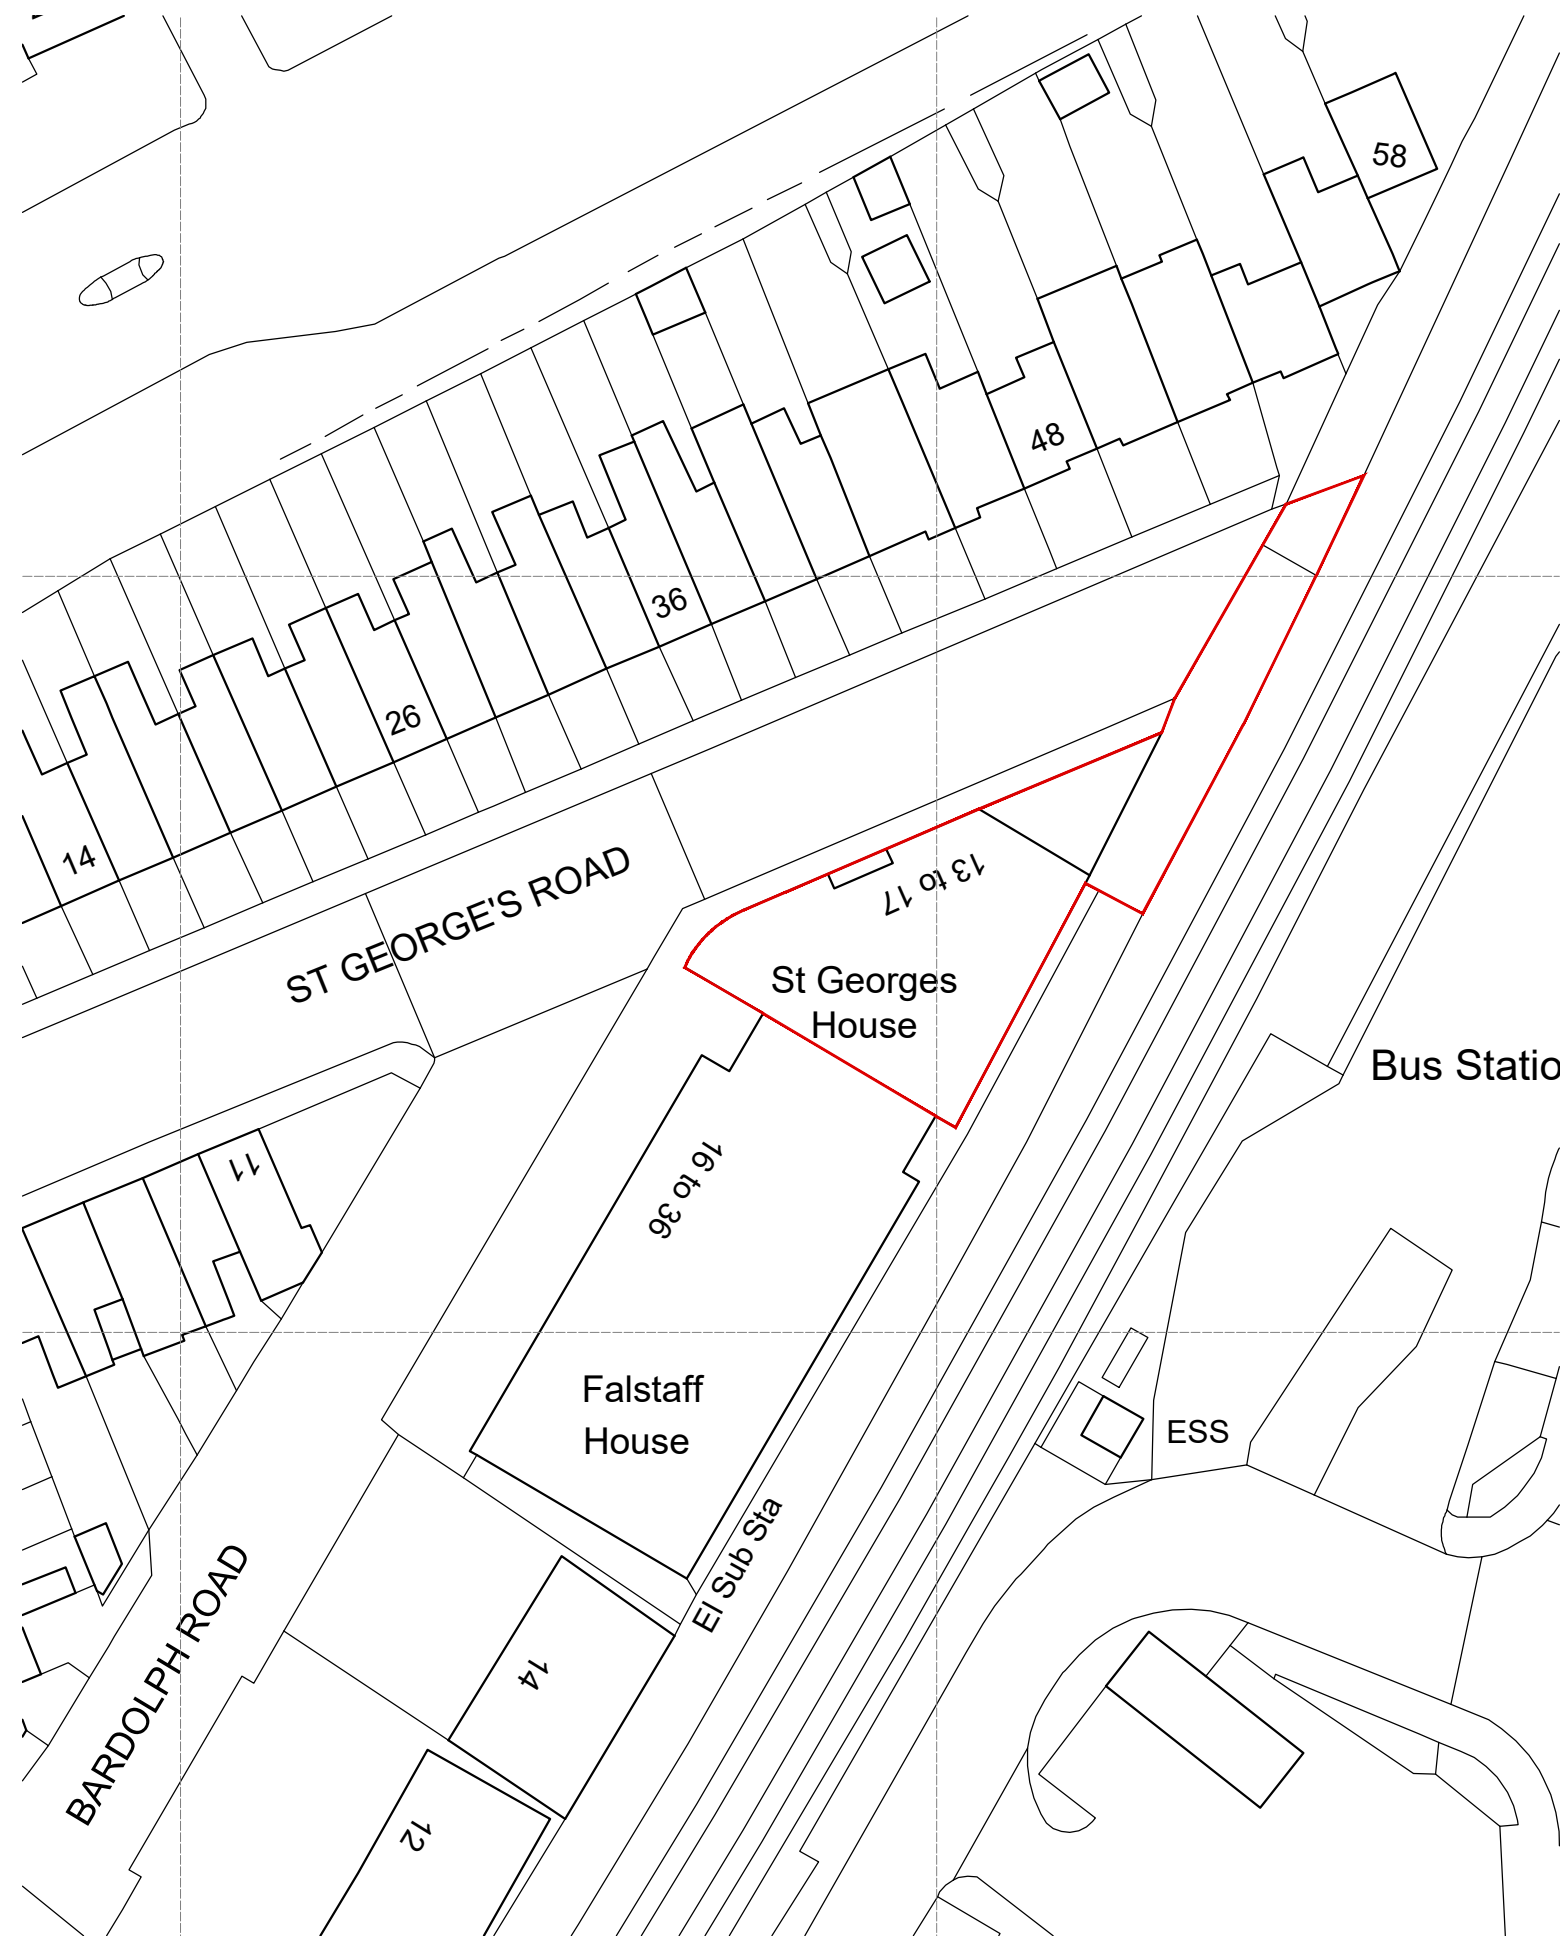 58
48
36
26
14
ST GEORGE'S ROAD
13 to 17
St Georges
House
Bus Statio
11
16 to 36
Falstaff
House
ESS
El Sub Sta
BARDOLPH ROAD
14
12